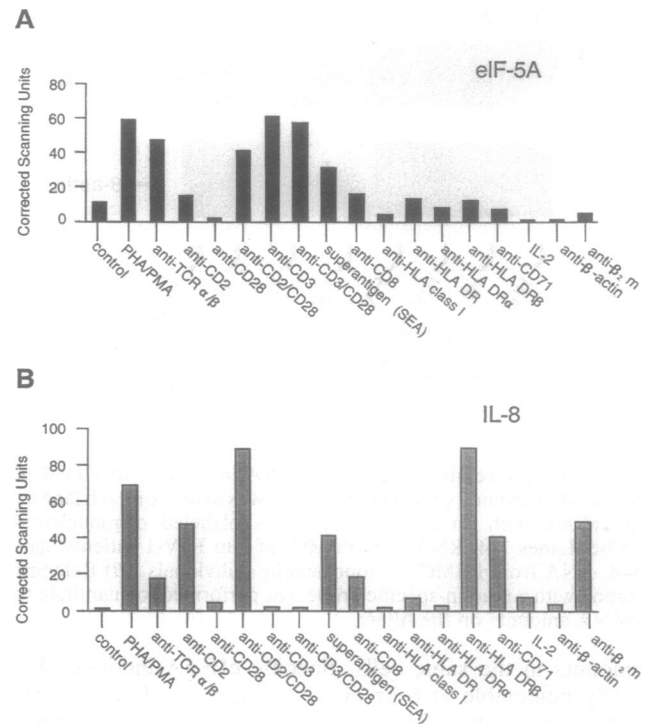 A
eIF-5A
Corrected Scanning Units
80
60
40
20
0
control
PHA/PMA
anti-TCR α/β
anti-CD2
anti-CD28
anti-CD2/CD28
anti-CD3
anti-CD3/CD28
superantigen (SEA)
anti-CD8
anti-HLA class I
anti-HLA DR
anti-HLA DRα
anti-HLA DRβ
anti-CD71
IL-2
anti-β-actin
anti-β₂m
B
IL-8
Corrected Scanning Units
100
80
60
40
20
0
control
PHA/PMA
anti-TCR α/β
anti-CD2
anti-CD28
anti-CD2/CD28
anti-CD3
anti-CD3/CD28
superantigen (SEA)
anti-CD8
anti-HLA class I
anti-HLA DR
anti-HLA DRα
anti-HLA DRβ
anti-CD71
IL-2
anti-β-actin
anti-β₂m